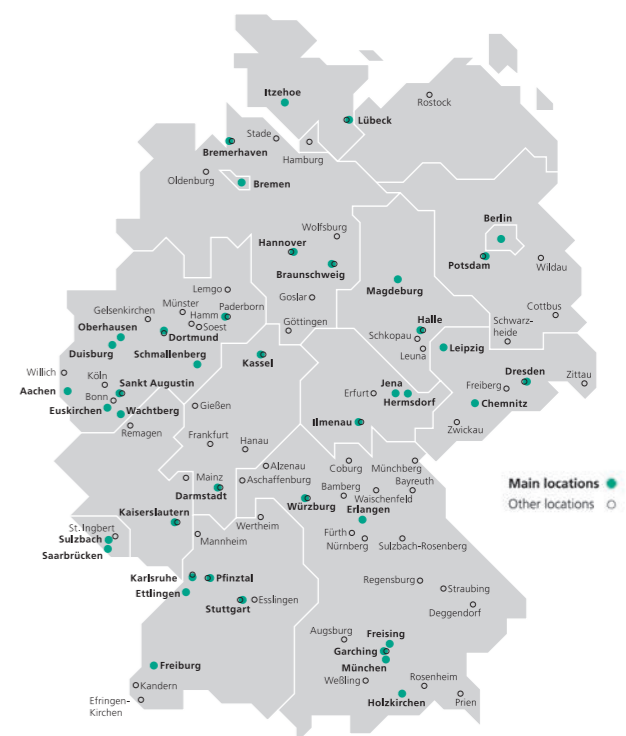 Rostock
Itzehoe
Lübeck
Stade
Bremerhaven
Hamburg
Oldenburg
Bremen
Berlin
Wolfsburg
Hannover
Potsdam
Braunschweig
Wildau
Magdeburg
Lemgo
Goslar
Cottbus
Münster
Paderborn
Gelsenkirchen
Hamm
Göttingen
Halle
Schwarz-
heide
Oberhausen
Soest
Dortmund
Schkopau
Duisburg
Leuna
Leipzig
Schmallenberg
Kassel
Willich
Köln
Dresden
Aachen
Sankt Augustin
Jena
Freiberg
Zittau
Bonn
Erfurt
Hermsdorf
Chemnitz
Euskirchen
Wachtberg
Gießen
Ilmenau
Remagen
Zwickau
Frankfurt
Hanau
Alzenau
Coburg
Münchberg
Mainz
Aschaffenburg
Bamberg
Bayreuth
Main locations
Darmstadt
Waischenfeld
Würzburg
Other locations
Kaiserslautern
Erlangen
St. Ingbert
Wertheim
Sulzbach
Mannheim
Fürth
Nürnberg
Sulzbach-Rosenberg
Saarbrücken
Karlsruhe
Pfinztal
Regensburg
Ettlingen
Straubing
Stuttgart
Esslingen
Deggendorf
Augsburg
Freising
Garching
Freiburg
München
Weßling
Kandern
Rosenheim
Efringen-
Kirchen
Holzkirchen
Prien